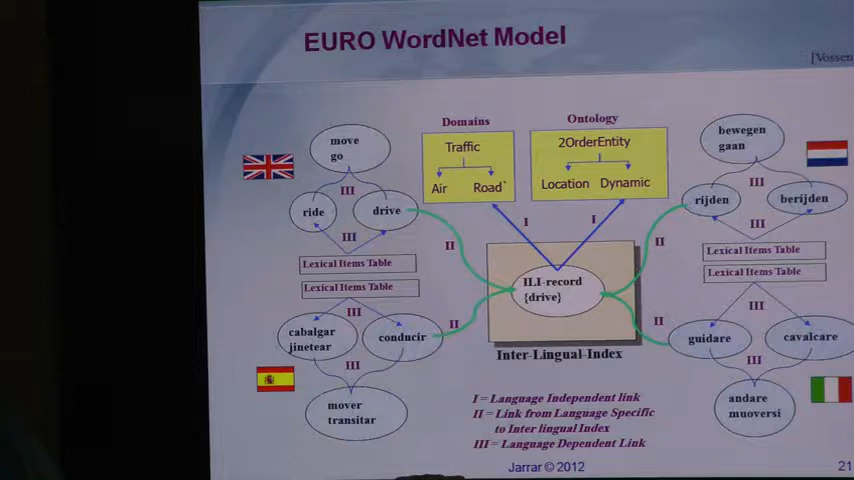 EURO WordNet Model
[Vossen
Domains
Ontology
move
go
Traffic
Air Road`
2OrderEntity
Location Dynamic
bewegen
gaan
III
III
ride
drive
rijden
berijden
III
III
I
I
II
II
Lexical Items Table
Lexical Items Table
Lexical Items Table
Lexical Items Table
ILI-record
{drive}
III
III
II
II
cabalgar
jinetear
conducir
guidare
cavalcare
Inter-Lingual-Index
III
III
mover
transitar
andare
muoversi
I = Language Independent link
II = Link from Language Specific
to Inter lingual Index
III = Language Dependent Link
Jarrar © 2012
21